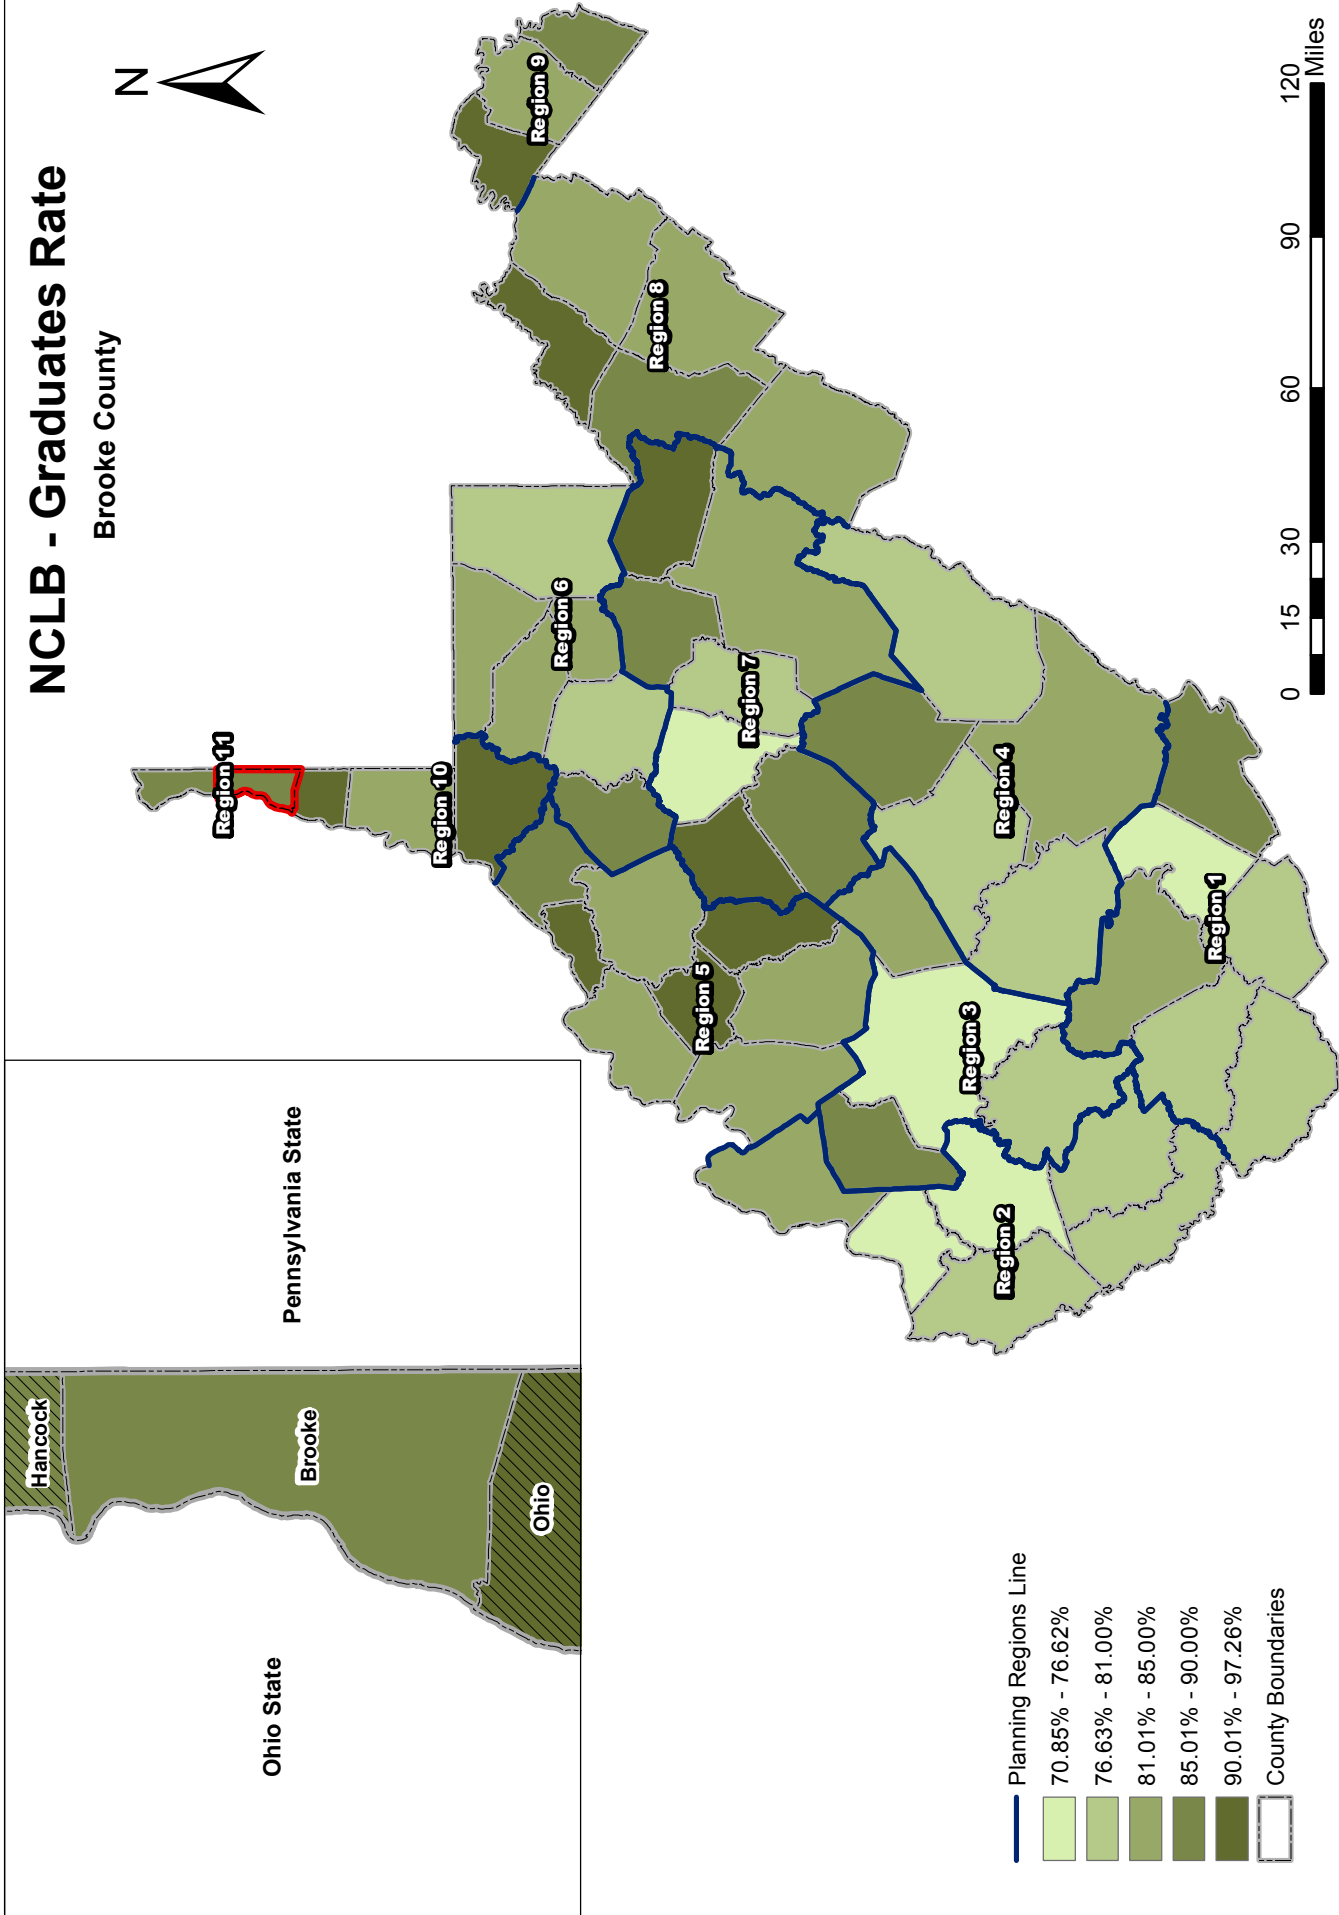 NCLB - Graduates Rate
Brooke County
N
Hancock
Brooke
Ohio
Ohio State
Pennsylvania State
Region 11
Region 10
Region 9
Region 8
Region 6
Region 7
Region 5
Region 4
Region 3
Region 2
Region 1
Planning Regions Line
70.85% - 76.62%
76.63% - 81.00%
81.01% - 85.00%
85.01% - 90.00%
90.01% - 97.26%
County Boundaries
0 15 30 60 90 120
Miles